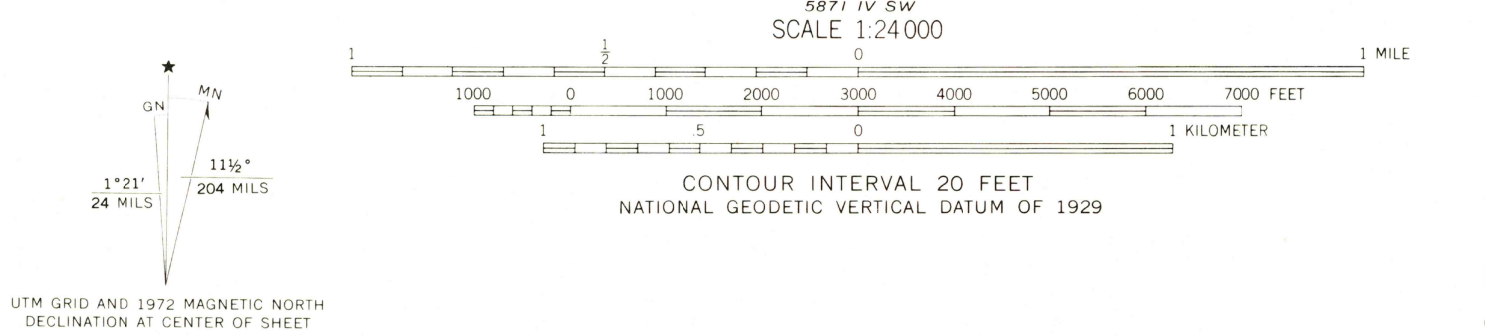 5871 IV SW
SCALE 1:24 000
1 ½ 0 1 MILE
1000 0 1000 2000 3000 4000 5000 6000 7000 FEET
1 .5 0 1 KILOMETER
CONTOUR INTERVAL 20 FEET
NATIONAL GEODETIC VERTICAL DATUM OF 1929
★
GN
MN
1°21′
24 MILS
11½°
204 MILS
UTM GRID AND 1972 MAGNETIC NORTH
DECLINATION AT CENTER OF SHEET